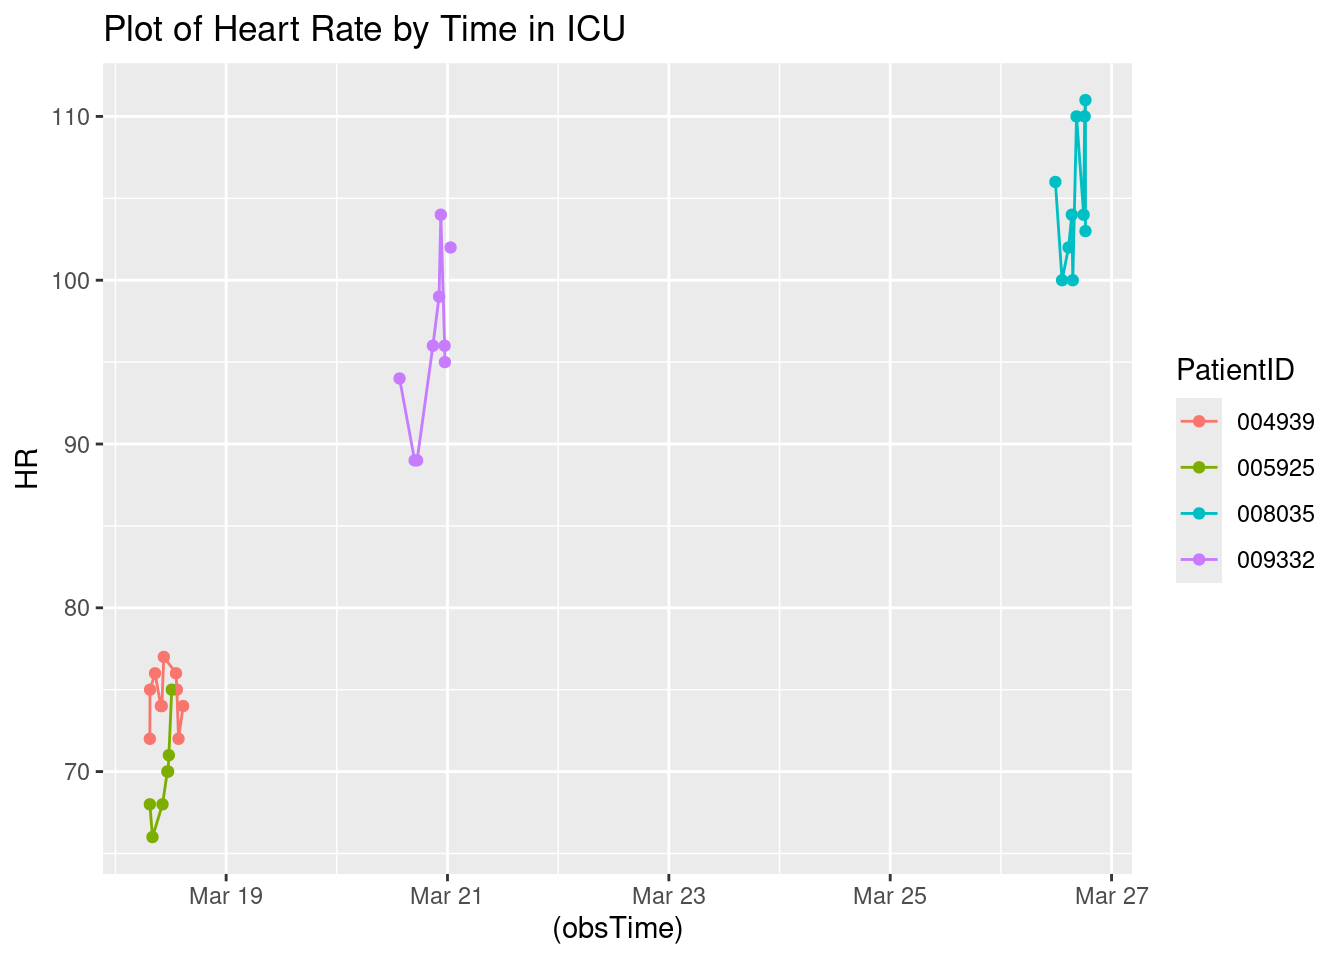 Plot of Heart Rate by Time in ICU
110
100
90
80
70
HR
Mar 19
Mar 21
Mar 23
Mar 25
Mar 27
(obsTime)
PatientID
004939
005925
008035
009332